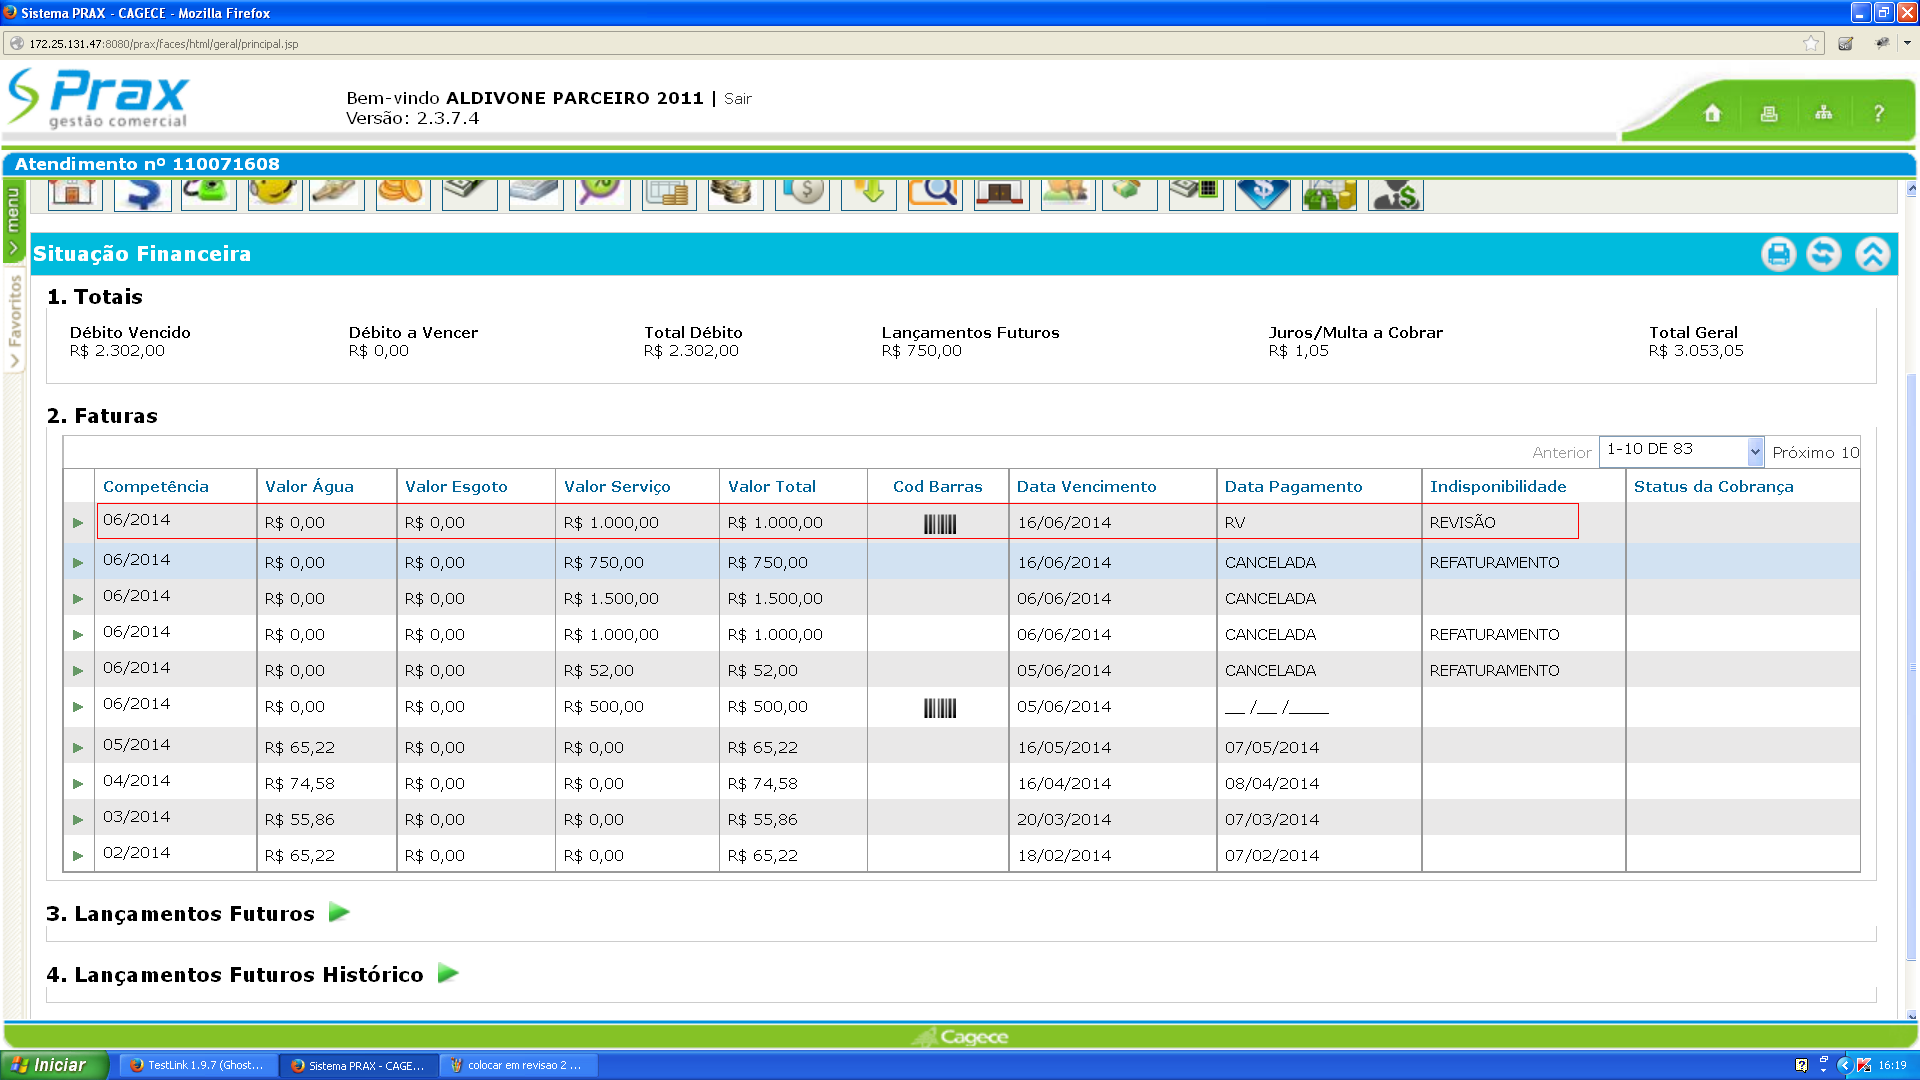 Sistema PRAX - CAGECE - Mozilla Firefox
172.25.131.47:8080/prax/faces/html/geral/principal.jsp
Prax
gestão comercial
Bem-vindo ALDIVONE PARCEIRO 2011 | Sair
Versão: 2.3.7.4
Atendimento nº 110071608
menu
Favoritos
Situação Financeira
1. Totais
Débito Vencido Débito a Vencer Total Débito Lançamentos Futuros Juros/Multa a Cobrar Total Geral
R$ 2.302,00 R$ 0,00 R$ 2.302,00 R$ 750,00 R$ 1,05 R$ 3.053,05
2. Faturas
Anterior 1-10 DE 83 Próximo 10
Competência Valor Água Valor Esgoto Valor Serviço Valor Total Cod Barras Data Vencimento Data Pagamento Indisponibilidade Status da Cobrança
06/2014 R$ 0,00 R$ 0,00 R$ 1.000,00 R$ 1.000,00 16/06/2014 RV REVISÃO
06/2014 R$ 0,00 R$ 0,00 R$ 750,00 R$ 750,00 16/06/2014 CANCELADA REFATURAMENTO
06/2014 R$ 0,00 R$ 0,00 R$ 1.500,00 R$ 1.500,00 06/06/2014 CANCELADA
06/2014 R$ 0,00 R$ 0,00 R$ 1.000,00 R$ 1.000,00 06/06/2014 CANCELADA REFATURAMENTO
06/2014 R$ 0,00 R$ 0,00 R$ 52,00 R$ 52,00 05/06/2014 CANCELADA REFATURAMENTO
06/2014 R$ 0,00 R$ 0,00 R$ 500,00 R$ 500,00 05/06/2014 __ /__ /____
05/2014 R$ 65,22 R$ 0,00 R$ 0,00 R$ 65,22 16/05/2014 07/05/2014
04/2014 R$ 74,58 R$ 0,00 R$ 0,00 R$ 74,58 16/04/2014 08/04/2014
03/2014 R$ 55,86 R$ 0,00 R$ 0,00 R$ 55,86 20/03/2014 07/03/2014
02/2014 R$ 65,22 R$ 0,00 R$ 0,00 R$ 65,22 18/02/2014 07/02/2014
3. Lançamentos Futuros
4. Lançamentos Futuros Histórico
Cagece
Iniciar TestLink 1.9.7 (Ghost... Sistema PRAX - CAGE... colocar em revisao 2 ... 16:19